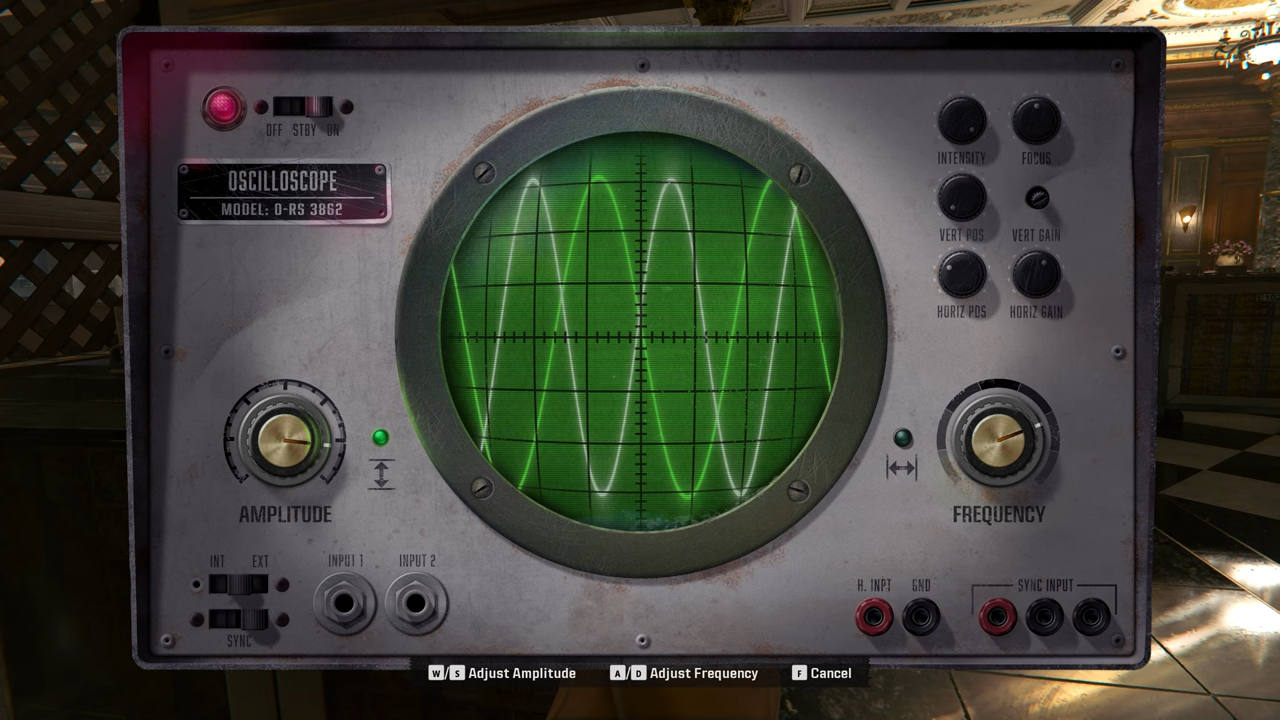 OFF STBY ON
OSCILLOSCOPE
MODEL: O-RS 3862
INTENSITY FOCUS
VERT POS VERT GAIN
HORIZ POS HORIZ GAIN
AMPLITUDE
FREQUENCY
INT EXT
SYNC
INPUT 1 INPUT 2
H. INPT GND
SYNC INPUT
W/S Adjust Amplitude A/D Adjust Frequency F Cancel